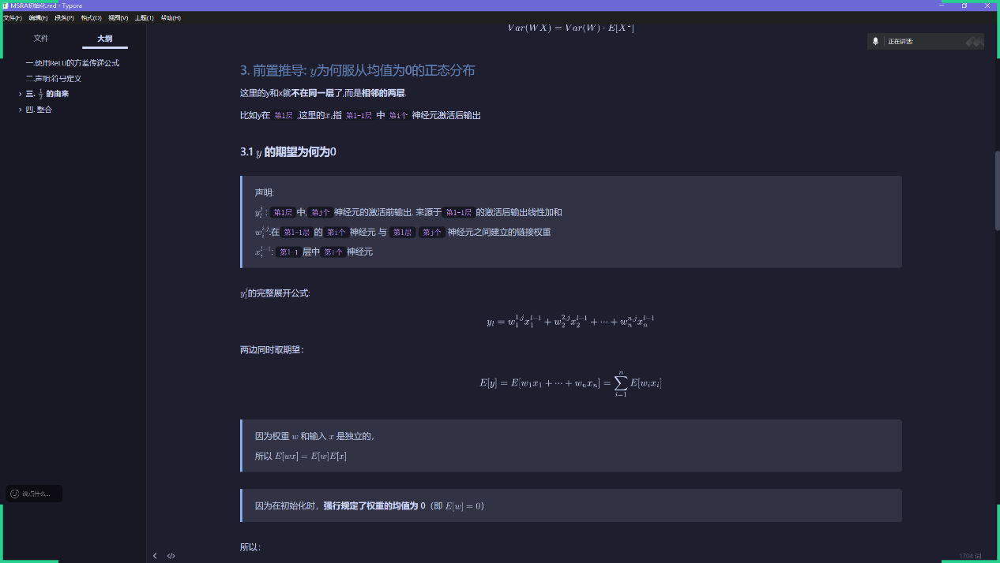 MSRA初始化.md - Typora
文件(F) 编辑(E) 段落(P) 格式(O) 视图(V) 主题(T) 帮助(H)
文件 大纲
一.使用ReLU的方差传递公式
二.声明:符号定义
三. 1/2 的由来
四. 整合
Var(WX) = Var(W) · E[X²]
正在讲话:
3. 前置推导: y为何服从均值为0的正态分布
这里的y和x就不在同一层了,而是相邻的两层.
比如y在 第l层 ,这里的x,指 第l-1层 中 第i个 神经元激活后输出
3.1 y 的期望为何为0
声明:
y_l^j : 第l层 中, 第j个 神经元的激活前输出, 来源于 第l-1层 的激活后输出线性加和
w_i^{i,j}:在 第l-1层 的 第i个 神经元 与 第l层 第j个 神经元之间建立的链接权重
x_i^{l-1}: 第l-1 层中 第i个 神经元
y_l^j的完整展开公式:
y_l = w_1^{1,j}x_1^{l-1} + w_2^{2,j}x_2^{l-1} + ··· + w_n^{n,j}x_n^{l-1}
两边同时取期望：
E[y] = E[w_1x_1 + ··· + w_nx_n] = ∑_{i=1}^{n} E[w_ix_i]
因为权重 w 和输入 x 是独立的，
所以 E[wx] = E[w]E[x]
因为在初始化时，强行规定了权重的均值为 0（即 E[w] = 0）
所以：
说点什么...
1704 词